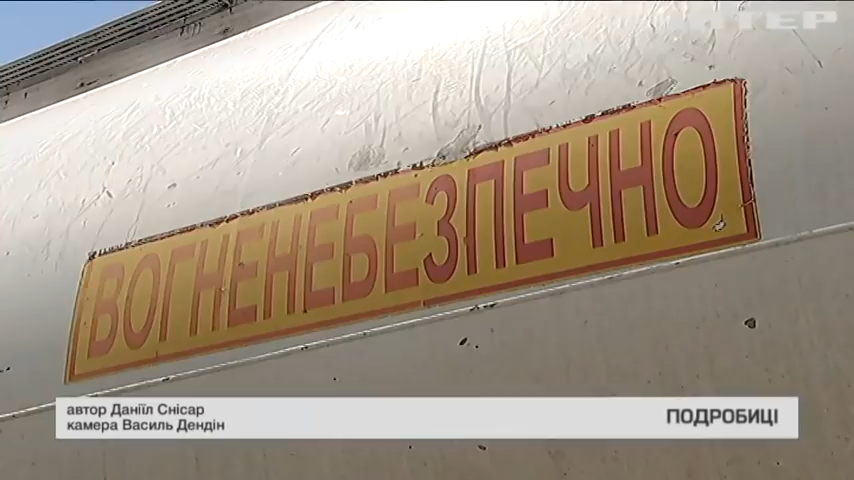 ІНТЕР
ВОГНЕНЕБЕЗПЕЧНО
автор Даніїл Снісар
камера Василь Дендін
ПОДРОБИЦІ